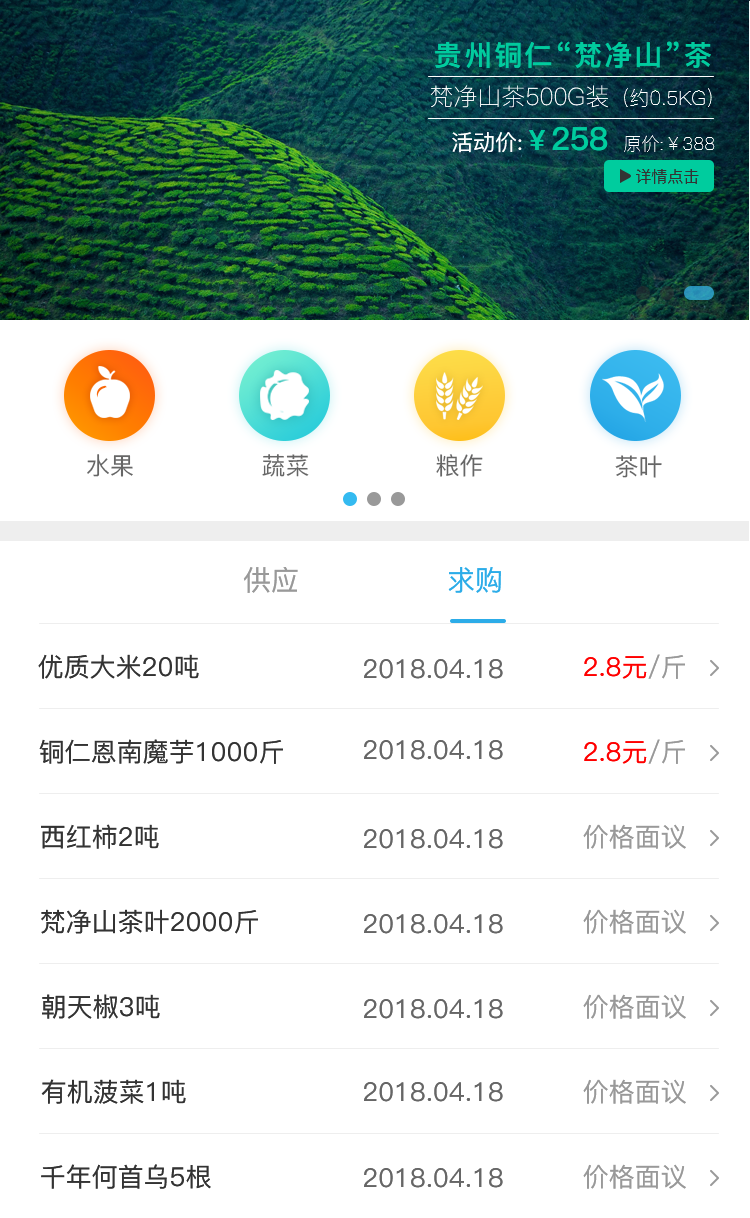 贵州铜仁“梵净山”茶
梵净山茶500G装（约0.5KG）
活动价:￥258 原价:￥388
▶详情点击
水果 蔬菜 粮作 茶叶
供应 求购
优质大米20吨 2018.04.18 2.8元/斤
铜仁恩南魔芋1000斤 2018.04.18 2.8元/斤
西红柿2吨 2018.04.18 价格面议
梵净山茶叶2000斤 2018.04.18 价格面议
朝天椒3吨 2018.04.18 价格面议
有机菠菜1吨 2018.04.18 价格面议
千年何首乌5根 2018.04.18 价格面议